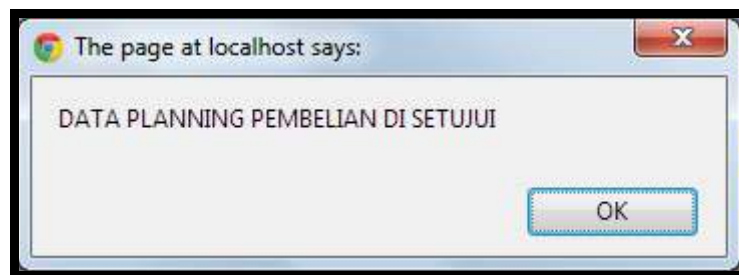 The page at localhost says:
DATA PLANNING PEMBELIAN DI SETUJUI
OK